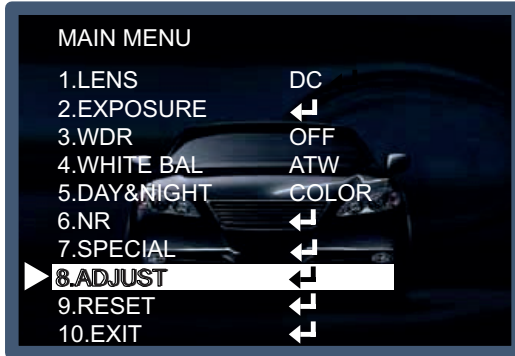 MAIN MENU
1.LENS DC
2.EXPOSURE ↵
3.WDR OFF
4.WHITE BAL ATW
5.DAY&NIGHT COLOR
6.NR ↵
7.SPECIAL ↵
8.ADJUST ↵
9.RESET ↵
10.EXIT ↵